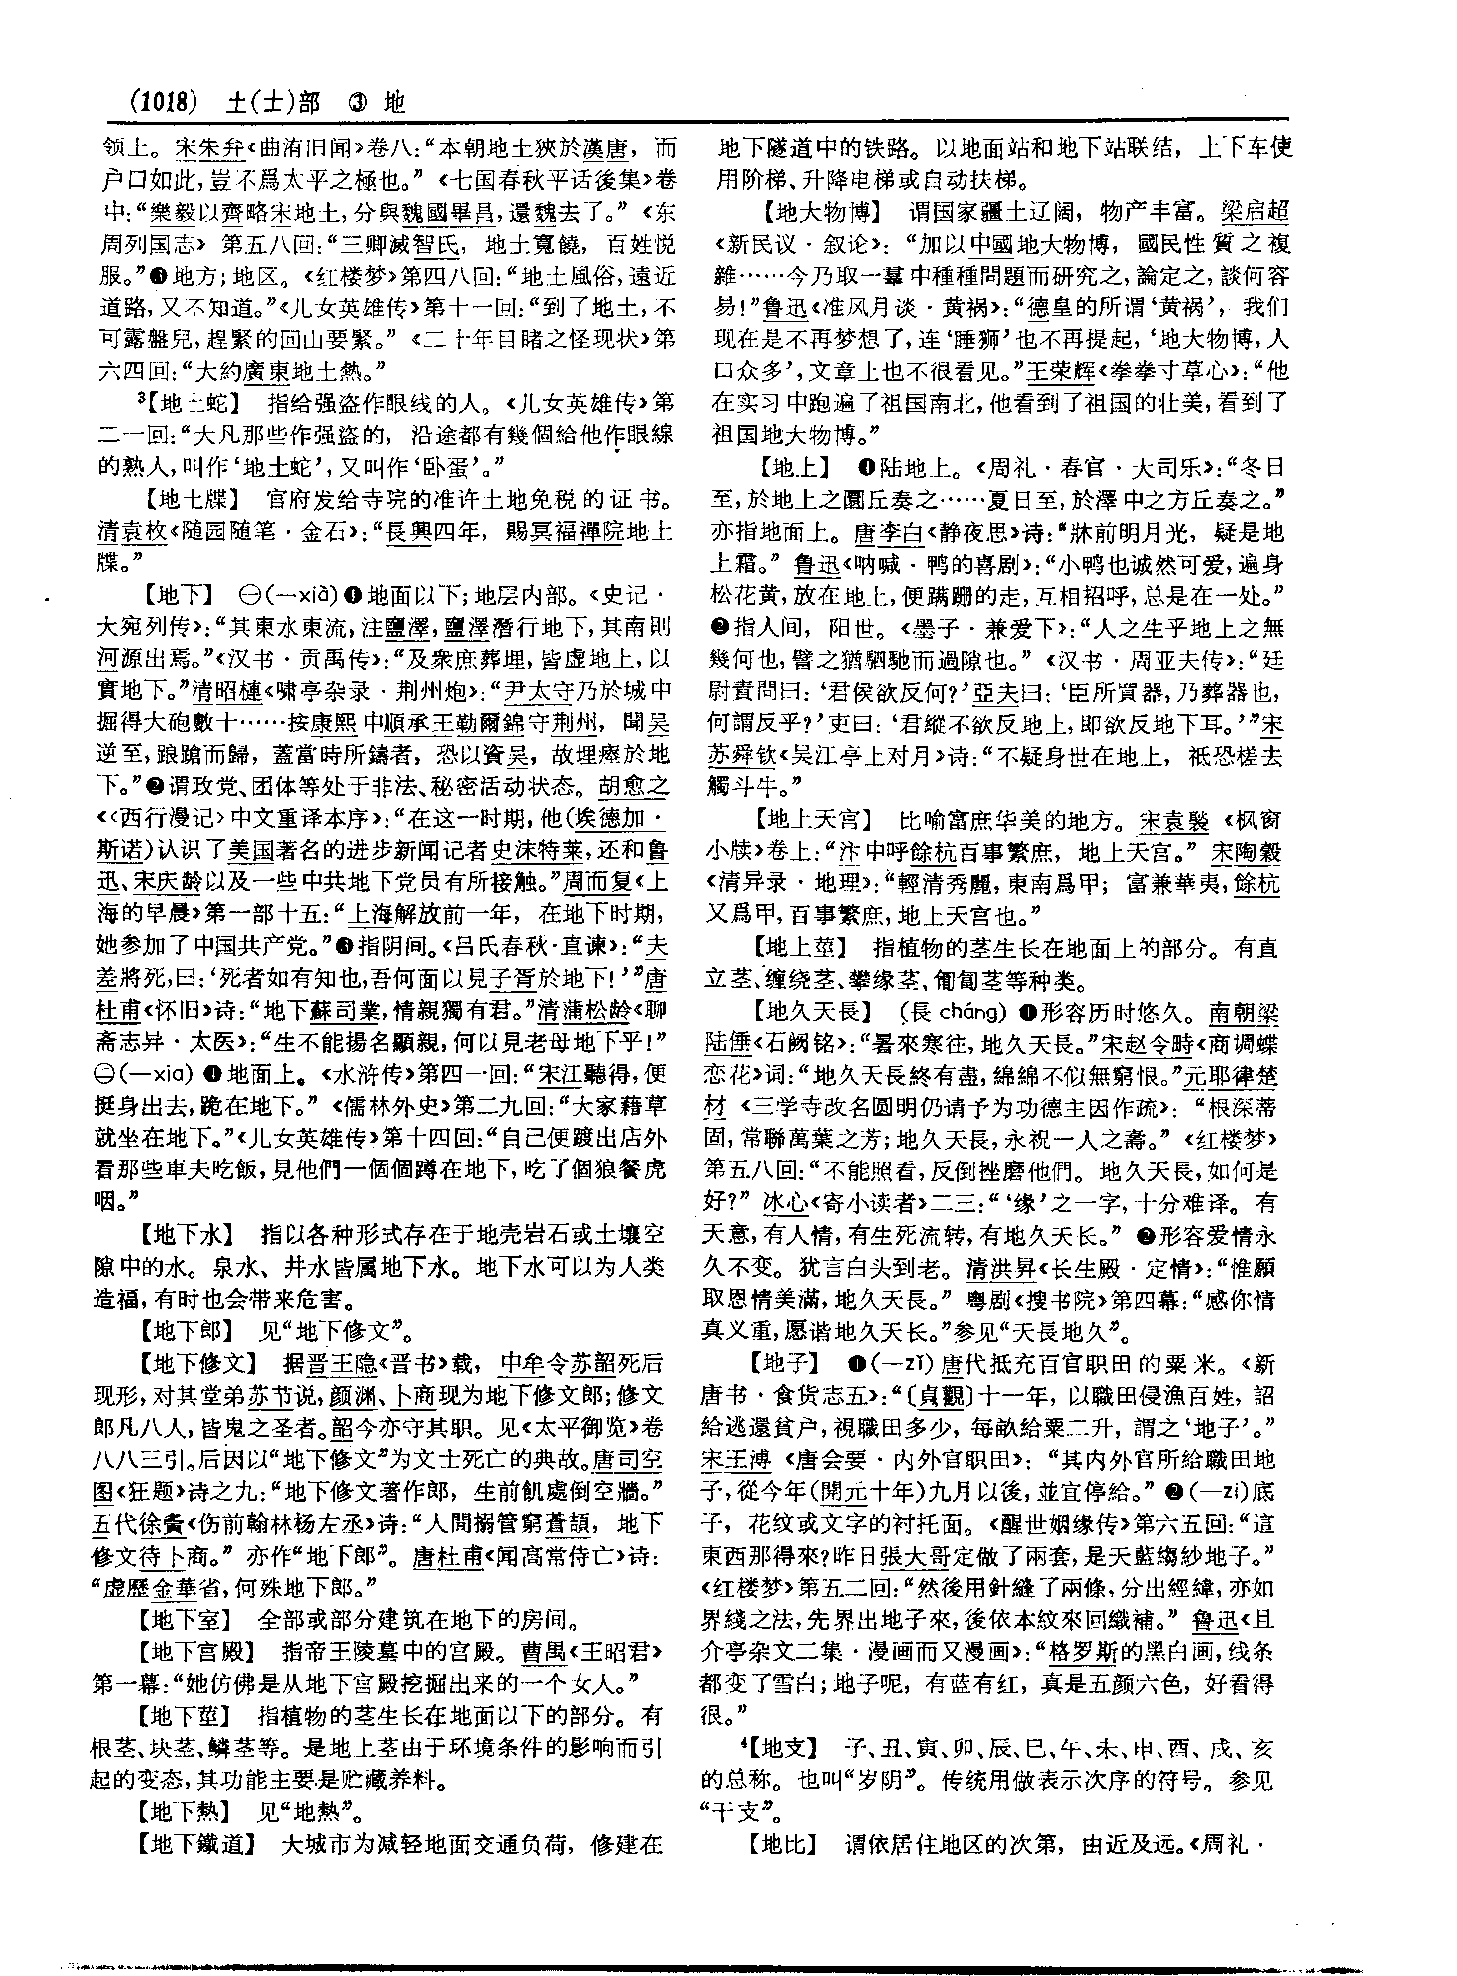 (1018) 土(士)部 ③ 地
领土。宋朱弁《曲洧旧闻》卷八:“本朝地土狹於漢唐，而
户口如此,豈不爲太平之極也。”《七国春秋平话後集》卷
中:“樂毅以齊略宋地土,分與魏國畢昌,還魏去了。”《东
周列国志》第五八回:“三卿滅智氏，地土寬饒，百姓悦
服。”❸地方;地区。《红楼梦》第四八回:“地土風俗,遠近
道路,又不知道。”《儿女英雄传》第十一回:“到了地土,不
可露盤兒,趕緊的回山要緊。”《二十年目睹之怪现状》第
六四回:“大約廣東地土熱。”
³【地土蛇】 指给强盗作眼线的人。《儿女英雄传》第
二一回:“大凡那些作强盗的，沿途都有幾個給他作眼線
的熟人,叫作‘地土蛇’,又叫作‘卧蛋’。”
【地土牒】 官府发给寺院的准许土地免税的证书。
清袁枚《随园随笔·金石》:“長興四年，賜冥福禪院地土
牒。”
【地下】 ㊀(—xià)❶地面以下;地层内部。《史记·
大宛列传》:“其東水東流,注鹽澤,鹽澤潛行地下,其南則
河源出焉。”《汉书·贡禹传》:“及衆庶葬埋,皆虚地上,以
實地下。”清昭槤《啸亭杂录·荆州炮》:“尹太守乃於城中
掘得大砲數十……按康熙中順承王勒爾錦守荆州，聞吴
逆至,踉蹌而歸，蓋當時所鑄者，恐以資吴，故埋瘞於地
下。”❷谓政党、团体等处于非法、秘密活动状态。胡愈之
《〈西行漫记〉中文重译本序》:“在这一时期,他(埃德加·
斯诺)认识了美国著名的进步新闻记者史沫特莱,还和鲁
迅、宋庆龄以及一些中共地下党员有所接触。”周而复《上
海的早晨》第一部十五:“上海解放前一年，在地下时期，
她参加了中国共产党。”❸指阴间。《吕氏春秋·直谏》:“夫
差將死,曰:‘死者如有知也,吾何面以見子胥於地下!’”唐
杜甫《怀旧》诗:“地下蘇司業,情親獨有君。”清蒲松龄《聊
斋志异·太医》:“生不能揚名顯親,何以見老母地下乎!”
㊁(—xia) ❶地面上。《水浒传》第四一回:“宋江聽得,便
挺身出去,跪在地下。”《儒林外史》第二九回:“大家藉草
就坐在地下。”《儿女英雄传》第十四回:“自己便踱出店外
看那些車夫吃飯,見他們一個個蹲在地下,吃了個狼餐虎
咽。”
【地下水】 指以各种形式存在于地壳岩石或土壤空
隙中的水。泉水、井水皆属地下水。地下水可以为人类
造福,有时也会带来危害。
【地下郎】 见“地下修文”。
【地下修文】 据晋王隐《晋书》载，中牟令苏韶死后
现形,对其堂弟苏节说,颜渊、卜商现为地下修文郎;修文
郎凡八人,皆鬼之圣者。韶今亦守其职。见《太平御览》卷
八八三引。后因以“地下修文”为文士死亡的典故。唐司空
图《狂题》诗之九:“地下修文著作郎，生前飢處倒空牆。”
五代徐夤《伤前翰林杨左丞》诗:“人間搦管窮蒼頡，地下
修文待卜商。”亦作“地下郎”。唐杜甫《闻高常侍亡》诗:
“虚歷金華省,何殊地下郎。”
【地下室】 全部或部分建筑在地下的房间。
【地下宫殿】 指帝王陵墓中的宫殿。曹禺《王昭君》
第一幕:“她仿佛是从地下宫殿挖掘出来的一个女人。”
【地下莖】 指植物的茎生长在地面以下的部分。有
根茎、块茎、鳞茎等。是地上茎由于环境条件的影响而引
起的变态,其功能主要是贮藏养料。
【地下熱】 见“地熱”。
【地下鐵道】 大城市为减轻地面交通负荷，修建在
地下隧道中的铁路。以地面站和地下站联结，上下车使
用阶梯、升降电梯或自动扶梯。
【地大物博】 谓国家疆土辽阔，物产丰富。梁启超
《新民议·叙论》：“加以中國地大物博，國民性質之複
雜……今乃取一羣中種種問題而研究之,論定之,談何容
易!”鲁迅《准风月谈·黄祸》:“德皇的所谓‘黄祸’，我们
现在是不再梦想了,连‘睡狮’也不再提起,‘地大物博,人
口众多’,文章上也不很看见。”王荣辉《拳拳寸草心》:“他
在实习中跑遍了祖国南北,他看到了祖国的壮美,看到了
祖国地大物博。”
【地上】 ❶陆地上。《周礼·春官·大司乐》:“冬日
至,於地上之圜丘奏之……夏日至,於澤中之方丘奏之。”
亦指地面上。唐李白《静夜思》诗:“牀前明月光，疑是地
上霜。”鲁迅《呐喊·鸭的喜剧》:“小鸭也诚然可爱,遍身
松花黄,放在地上,便蹒跚的走,互相招呼,总是在一处。”
❷指人间，阳世。《墨子·兼爱下》:“人之生乎地上之無
幾何也,譬之猶駟馳而過隙也。”《汉书·周亚夫传》:“廷
尉責問曰:‘君侯欲反何?’亞夫曰:‘臣所買器,乃葬器也,
何謂反乎?’吏曰:‘君縱不欲反地上,即欲反地下耳。’”宋
苏舜钦《吴江亭上对月》诗:“不疑身世在地上，祗恐槎去
觸斗牛。”
【地上天宫】 比喻富庶华美的地方。宋袁褧《枫窗
小牍》卷上:“汴中呼餘杭百事繁庶，地上天宫。”宋陶穀
《清异录·地理》:“輕清秀麗,東南爲甲；富兼華夷,餘杭
又爲甲,百事繁庶,地上天宫也。”
【地上莖】 指植物的茎生长在地面上的部分。有直
立茎、缠绕茎、攀缘茎、匍匐茎等种类。
【地久天長】 (長 cháng) ❶形容历时悠久。南朝梁
陆倕《石阙铭》:“暑來寒往,地久天長。”宋赵令畤《商调蝶
恋花》词:“地久天長終有盡,綿綿不似無窮恨。”元耶律楚
材《三学寺改名圆明仍请予为功德主因作疏》：“根深蒂
固,常聯萬葉之芳;地久天長,永祝一人之壽。”《红楼梦》
第五八回:“不能照看,反倒挫磨他們。地久天長,如何是
好?”冰心《寄小读者》二三:“‘缘’之一字,十分难译。有
天意,有人情,有生死流转,有地久天长。”❷形容爱情永
久不变。犹言白头到老。清洪昇《长生殿·定情》:“惟願
取恩情美滿,地久天長。”粤剧《搜书院》第四幕:“感你情
真义重,愿谐地久天长。”参见“天長地久”。
【地子】 ❶(—zǐ)唐代抵充百官职田的粟米。《新
唐书·食货志五》:“〔貞觀〕十一年，以職田侵漁百姓，詔
給逃還貧户,視職田多少，每畝給粟二升，謂之‘地子’。”
宋王溥《唐会要·内外官职田》：“其内外官所給職田地
子,從今年(開元十年)九月以後,並宜停給。”❷(—zi)底
子，花纹或文字的衬托面。《醒世姻缘传》第六五回:“這
東西那得來?昨日張大哥定做了兩套,是天藍縐紗地子。”
《红楼梦》第五二回:“然後用針縫了兩條,分出經緯,亦如
界綫之法,先界出地子來,後依本紋來回織補。”鲁迅《且
介亭杂文二集·漫画而又漫画》:“格罗斯的黑白画,线条
都变了雪白;地子呢，有蓝有红，真是五颜六色，好看得
很。”
⁴【地支】 子、丑、寅、卯、辰、巳、午、未、申、酉、戌、亥
的总称。也叫“岁阴”。传统用做表示次序的符号。参见
“干支”。
【地比】 谓依居住地区的次第，由近及远。《周礼·